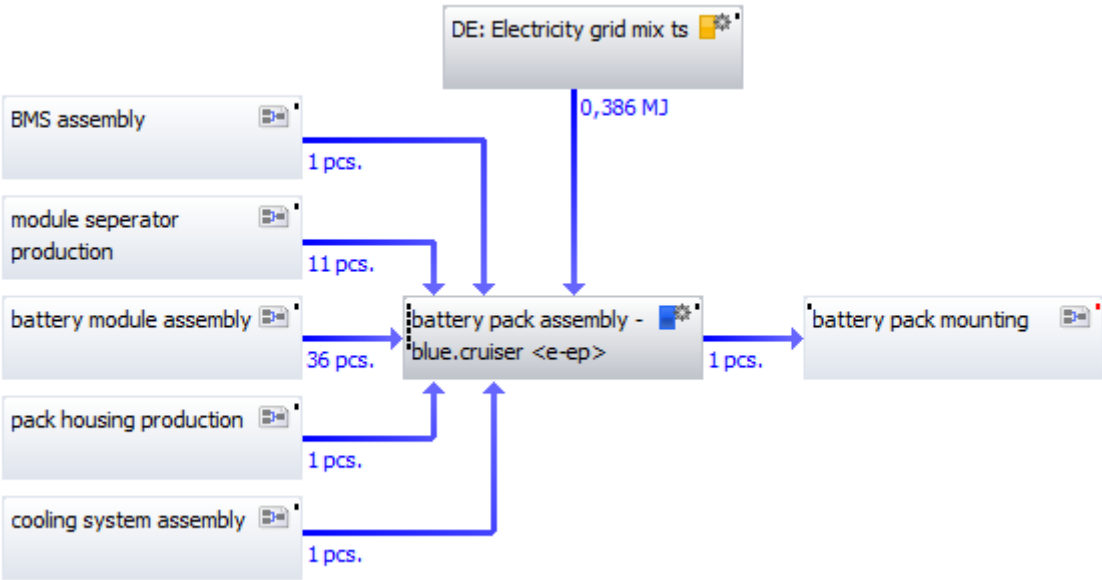 DE: Electricity grid mix ts
0,386 MJ
BMS assembly
1 pcs.
module seperator
production
11 pcs.
battery module assembly
36 pcs.
battery pack assembly -
blue.cruiser <e-ep>
1 pcs.
battery pack mounting
pack housing production
1 pcs.
cooling system assembly
1 pcs.